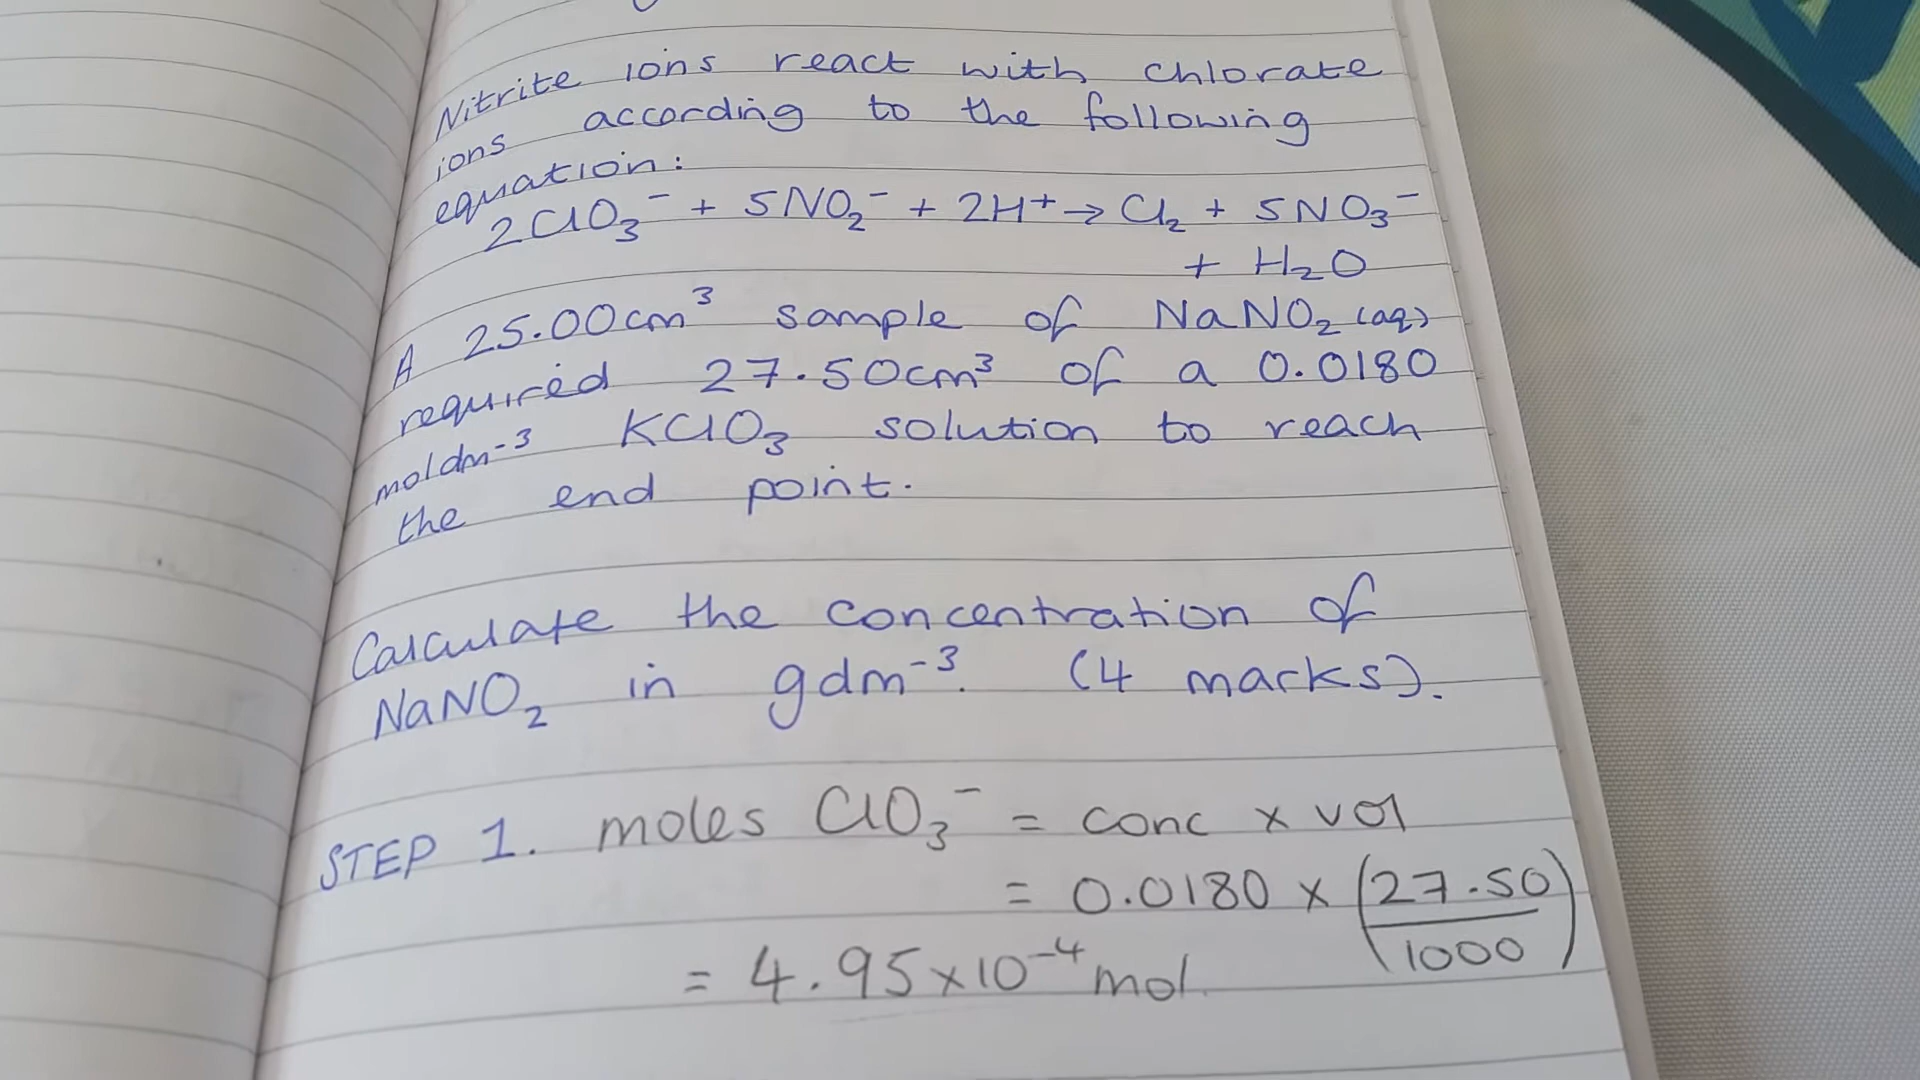 Nitrite ions react with chlorate
ions according to the following
equation:
2ClO₃⁻ + 5NO₂⁻ + 2H⁺ → Cl₂ + 5NO₃⁻
+ H₂O
A 25.00cm³ sample of NaNO₂(aq)
required 27.50cm³ of a 0.0180
moldm⁻³ KClO₃ solution to reach
the end point.
Calculate the concentration of
NaNO₂ in gdm⁻³. (4 marks).
STEP 1. moles ClO₃⁻ = conc × vol
= 0.0180 × (27.50/1000)
= 4.95×10⁻⁴ mol.